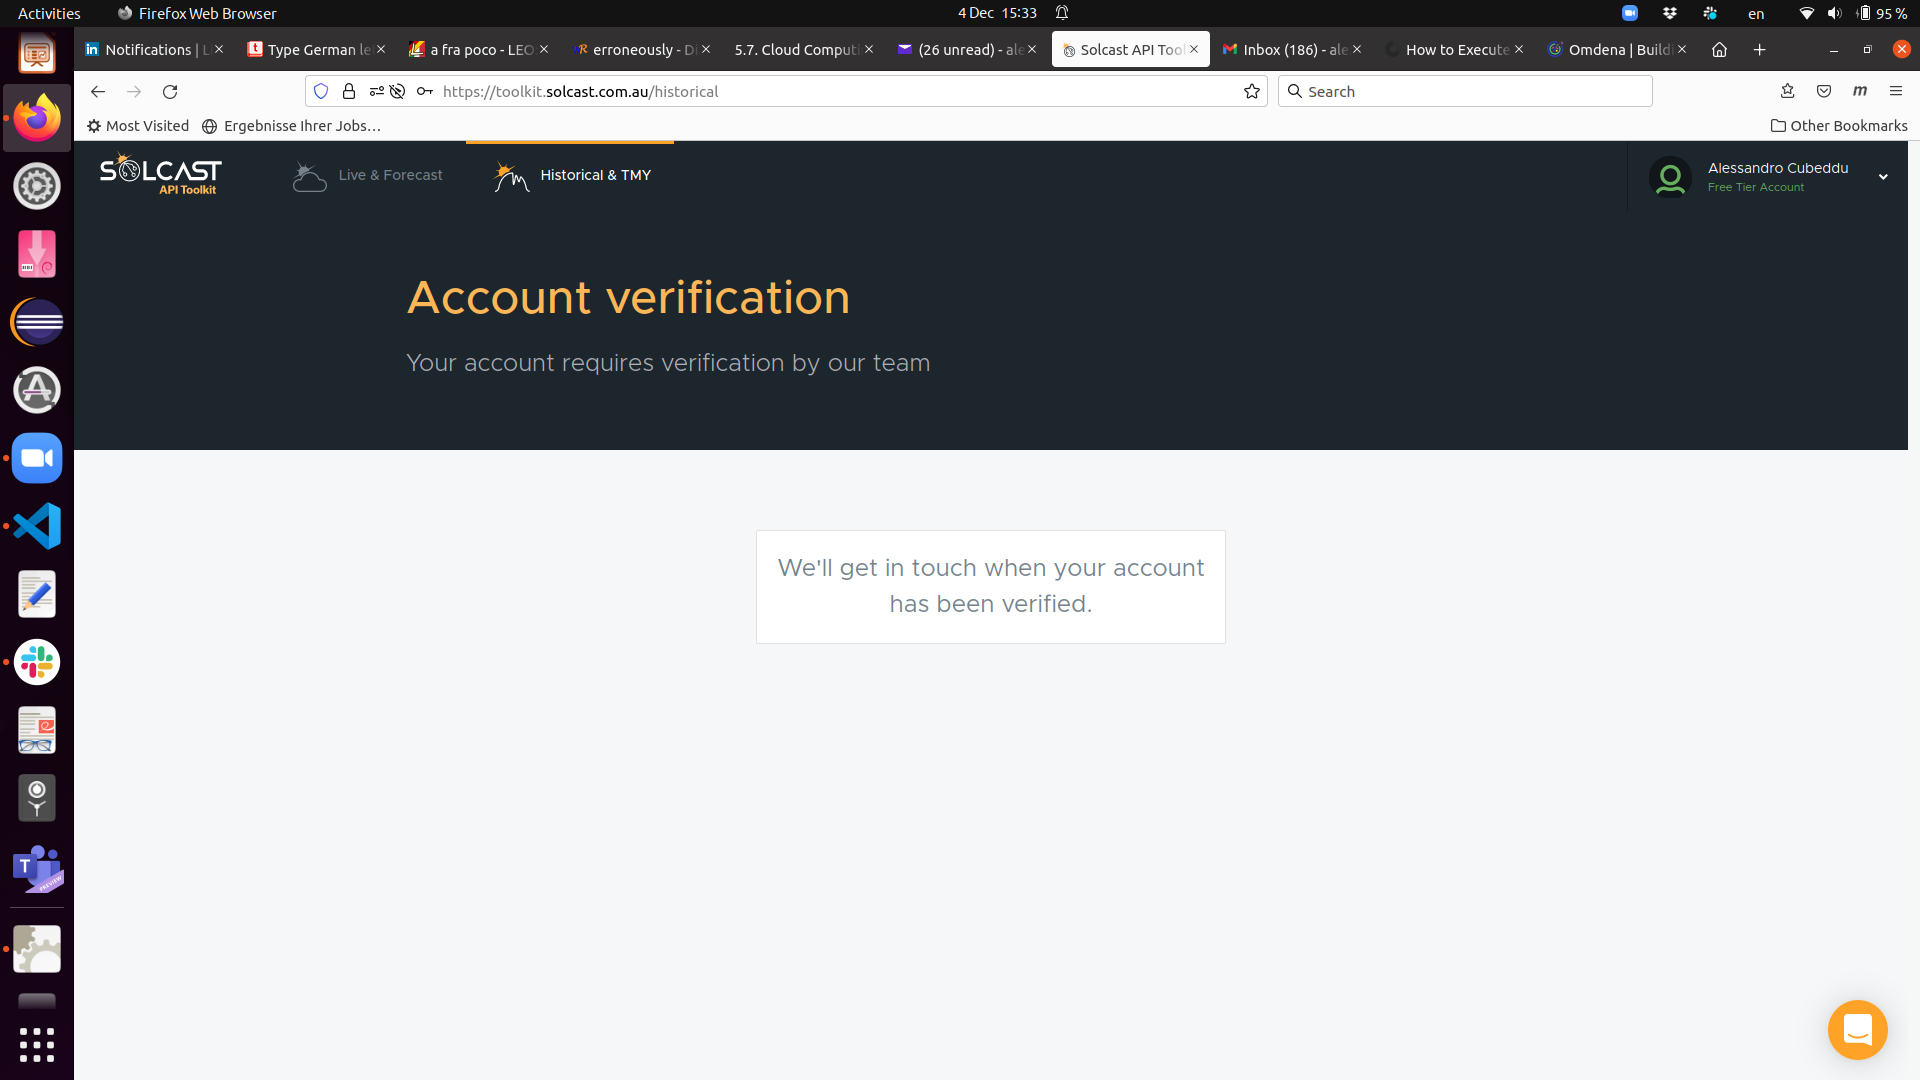 Activities
Firefox Web Browser
4 Dec 15:33
en
95 %
Notifications | L
Type German le
a fra poco - LEO
erroneously - Di
5.7. Cloud Computi
(26 unread) - ale
Solcast API Tool
Inbox (186) - ale
How to Execute
Omdena | Buildi
https://toolkit.solcast.com.au/historical
Search
Most Visited
Ergebnisse Ihrer Jobs…
Other Bookmarks
SOLCAST
API Toolkit
Live & Forecast
Historical & TMY
Alessandro Cubeddu
Free Tier Account
Account verification
Your account requires verification by our team
We'll get in touch when your account
has been verified.